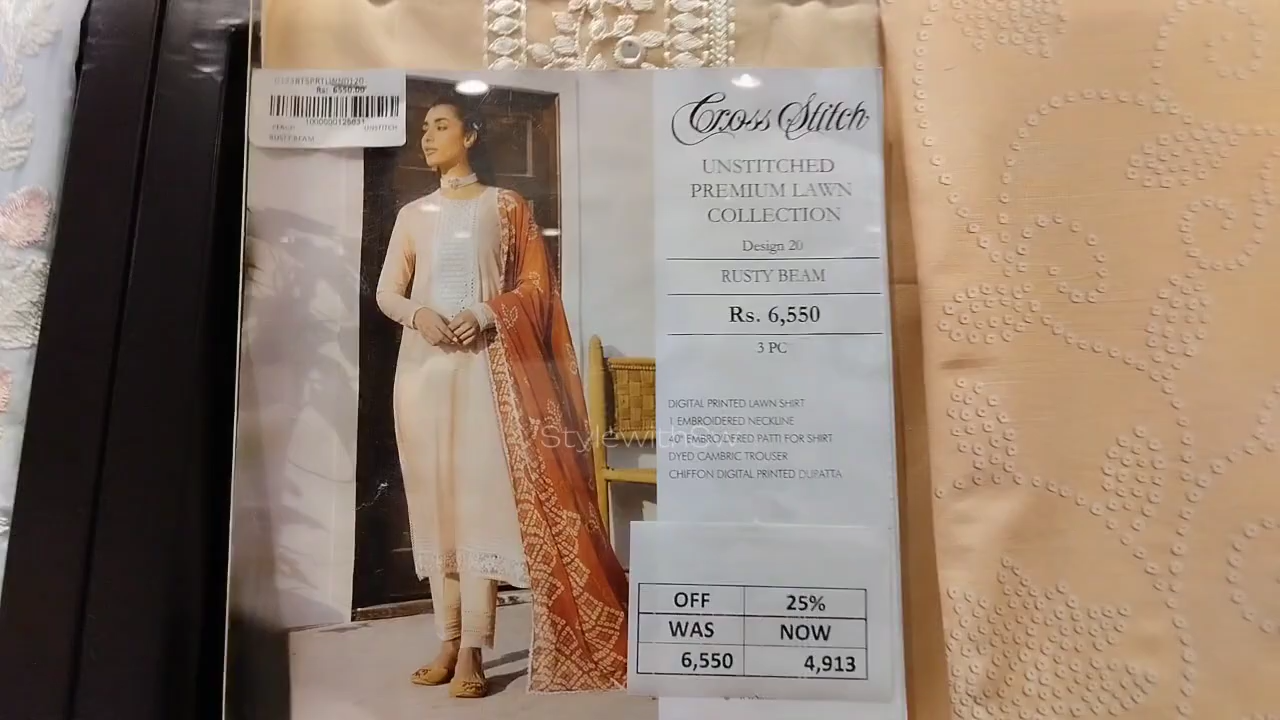 Rs: 6550.00
UNSTITCH
RUSTY BEAM
Cross Stitch
UNSTITCHED
PREMIUM LAWN
COLLECTION
Design 20
RUSTY BEAM
Rs. 6,550
3 PC
DIGITAL PRINTED LAWN SHIRT
1 EMBROIDERED NECKLINE
40" EMBROIDERED PATTI FOR SHIRT
DYED CAMBRIC TROUSER
CHIFFON DIGITAL PRINTED DUPATTA
OFF 25%
WAS NOW
6,550 4,913